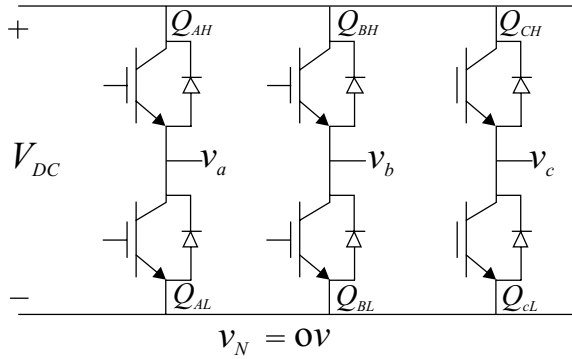 + Q_AH Q_BH Q_CH
V_DC v_a v_b v_c
− Q_AL Q_BL Q_cL
v_N = 0v